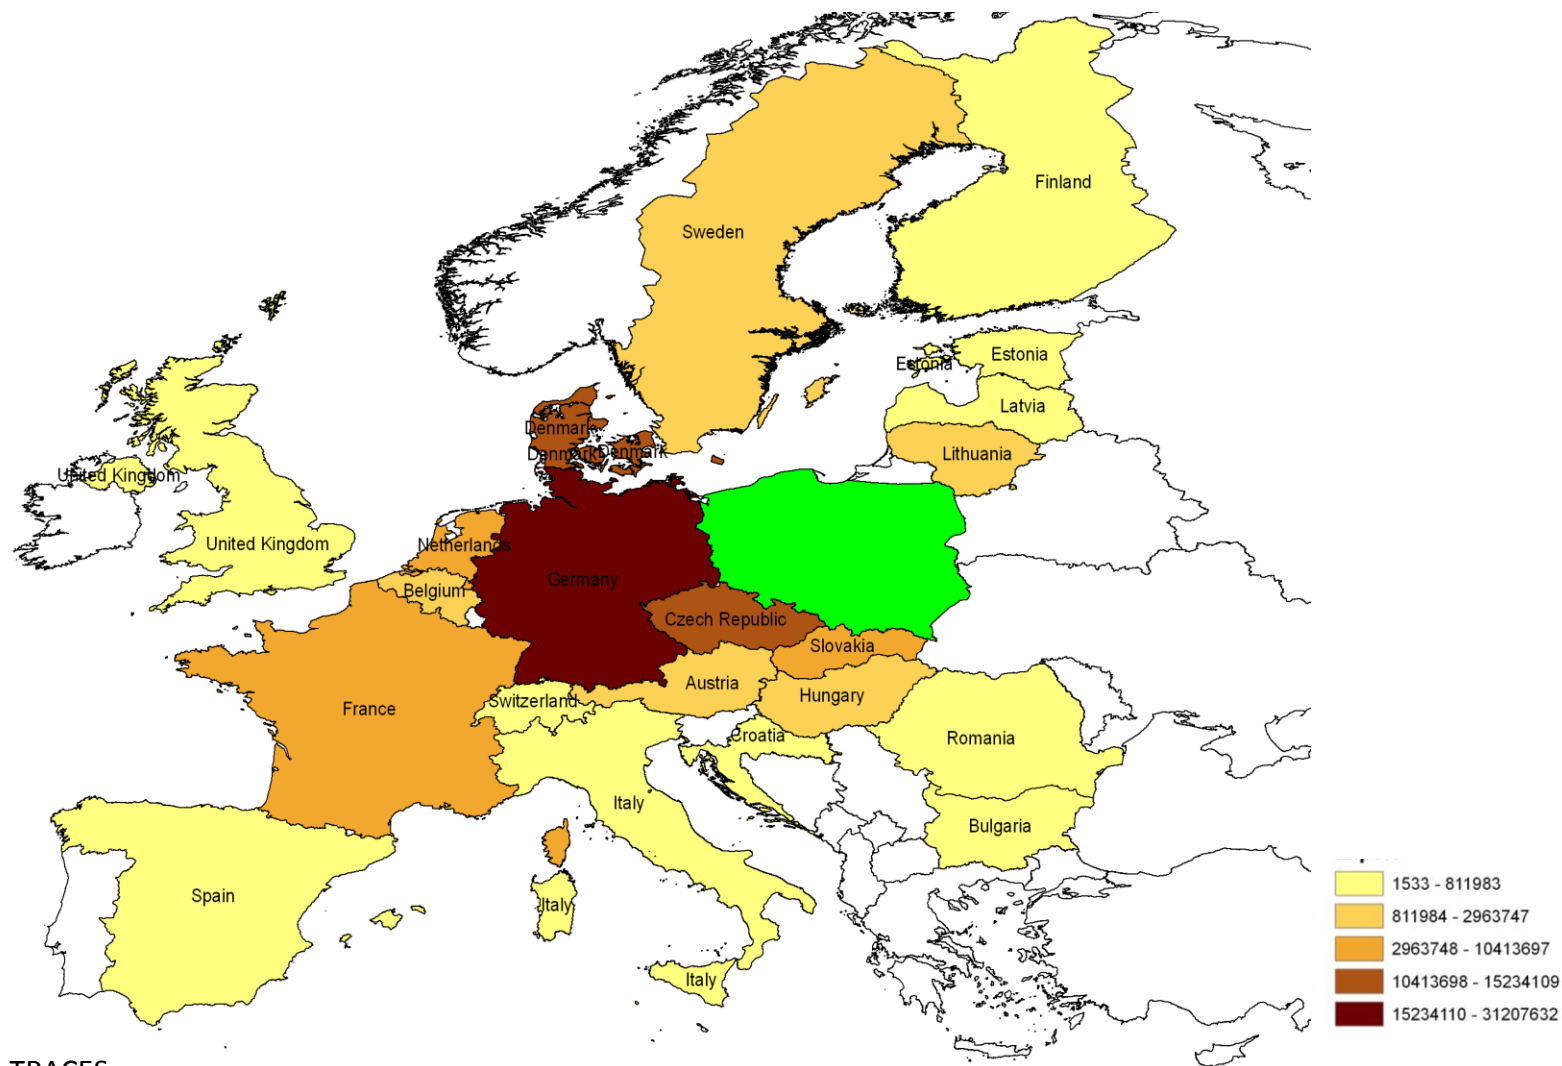 Finland
Sweden
Estonia
Estonia
Latvia
Denmark
Denmark
Denmark
Lithuania
United Kingdom
United Kingdom
Netherlands
Germany
Belgium
Czech Republic
Slovakia
Austria
Switzerland
Hungary
France
Croatia
Romania
Italy
Bulgaria
Spain
Italy
Italy
1533 - 811983
811984 - 2963747
2963748 - 10413697
10413698 - 15234109
15234110 - 31207632
TRACES